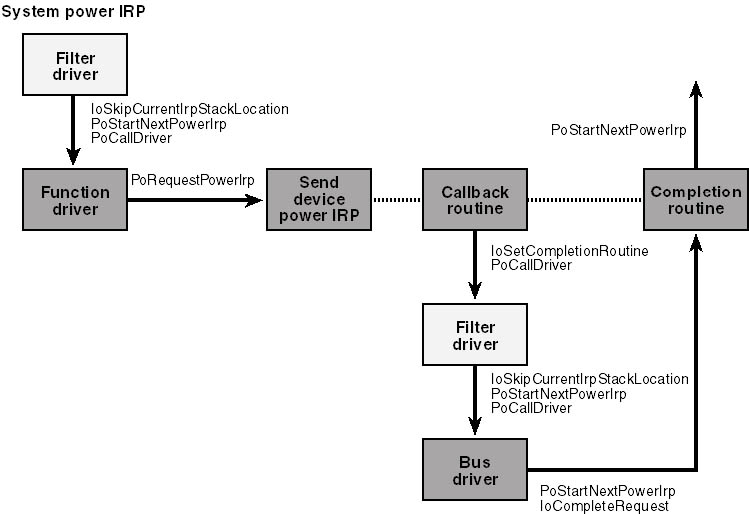 System power IRP
Filter
driver
IoSkipCurrentIrpStackLocation
PoStartNextPowerIrp
PoCallDriver
PoStartNextPowerIrp
Function
driver
PoRequestPowerIrp
Send
device
power IRP
Callback
routine
Completion
routine
IoSetCompletionRoutine
PoCallDriver
Filter
driver
IoSkipCurrentIrpStackLocation
PoStartNextPowerIrp
PoCallDriver
Bus
driver
PoStartNextPowerIrp
IoCompleteRequest